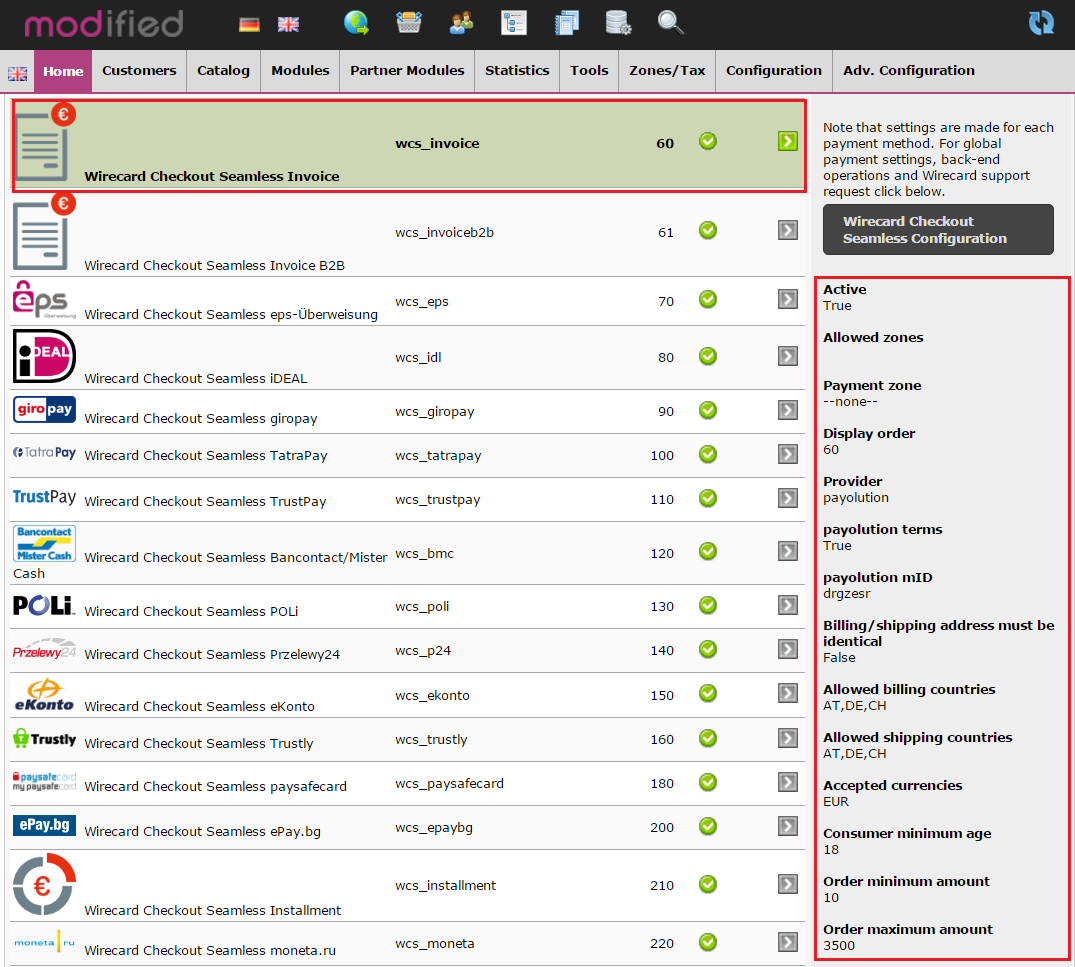 modified
Home Customers Catalog Modules Partner Modules Statistics Tools Zones/Tax Configuration Adv. Configuration
€
wcs_invoice 60
Wirecard Checkout Seamless Invoice
€
wcs_invoiceb2b 61
Wirecard Checkout Seamless Invoice B2B
eps
Überweisung
Wirecard Checkout Seamless eps-Überweisung wcs_eps 70
iDEAL
Wirecard Checkout Seamless iDEAL wcs_idl 80
giropay
Wirecard Checkout Seamless giropay wcs_giropay 90
TatraPay Wirecard Checkout Seamless TatraPay wcs_tatrapay 100
TrustPay Wirecard Checkout Seamless TrustPay wcs_trustpay 110
Bancontact
Mister Cash
Wirecard Checkout Seamless Bancontact/Mister wcs_bmc 120
Cash
POLi Wirecard Checkout Seamless POLi wcs_poli 130
Przelewy24 Wirecard Checkout Seamless Przelewy24 wcs_p24 140
eKonto Wirecard Checkout Seamless eKonto wcs_ekonto 150
Trustly Wirecard Checkout Seamless Trustly wcs_trustly 160
paysafecard
my paysafecard
Wirecard Checkout Seamless paysafecard wcs_paysafecard 180
ePay.bg Wirecard Checkout Seamless ePay.bg wcs_epaybg 200
€
Wirecard Checkout Seamless Installment wcs_installment 210
moneta ru Wirecard Checkout Seamless moneta.ru wcs_moneta 220
Note that settings are made for each
payment method. For global
payment settings, back-end
operations and Wirecard support
request click below.
Wirecard Checkout
Seamless Configuration
Active
True
Allowed zones
Payment zone
--none--
Display order
60
Provider
payolution
payolution terms
True
payolution mID
drgzesr
Billing/shipping address must be
identical
False
Allowed billing countries
AT,DE,CH
Allowed shipping countries
AT,DE,CH
Accepted currencies
EUR
Consumer minimum age
18
Order minimum amount
10
Order maximum amount
3500